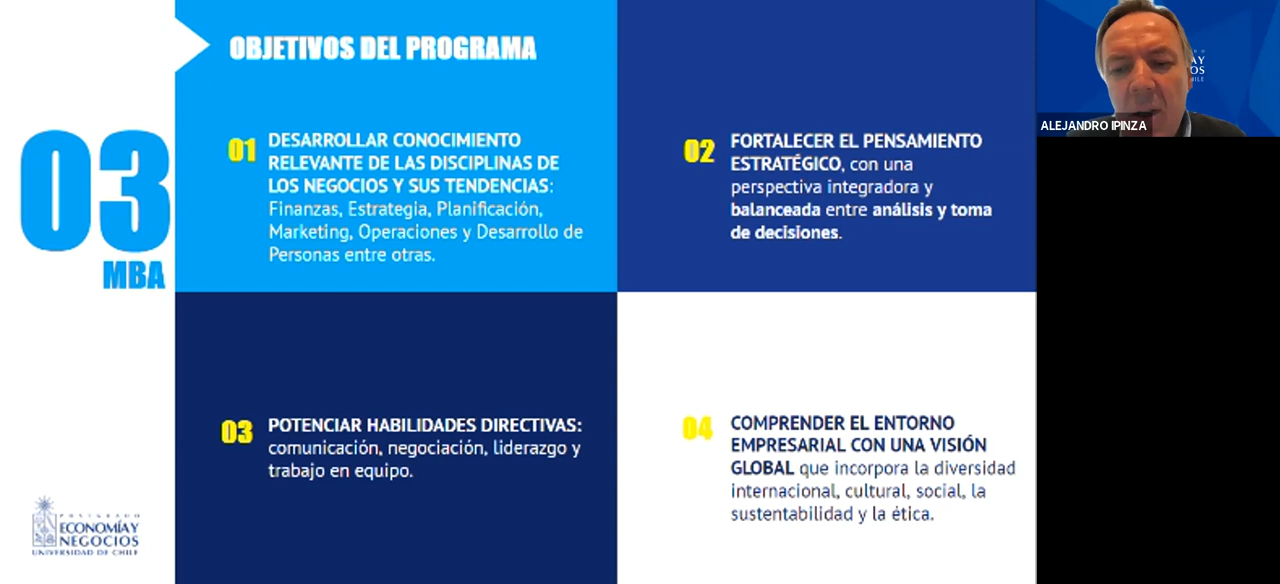 OBJETIVOS DEL PROGRAMA
03
MBA
01
DESARROLLAR CONOCIMIENTO
RELEVANTE DE LAS DISCIPLINAS DE
LOS NEGOCIOS Y SUS TENDENCIAS:
Finanzas, Estrategia, Planificación,
Marketing, Operaciones y Desarrollo de
Personas entre otras.
02
FORTALECER EL PENSAMIENTO
ESTRATÉGICO, con una
perspectiva integradora y
balanceada entre análisis y toma
de decisiones.
03
POTENCIAR HABILIDADES DIRECTIVAS:
comunicación, negociación, liderazgo y
trabajo en equipo.
04
COMPRENDER EL ENTORNO
EMPRESARIAL CON UNA VISIÓN
GLOBAL que incorpora la diversidad
internacional, cultural, social, la
sustentabilidad y la ética.
POSTGRADO
ECONOMÍA Y
NEGOCIOS
UNIVERSIDAD DE CHILE
ALEJANDRO IPINZA